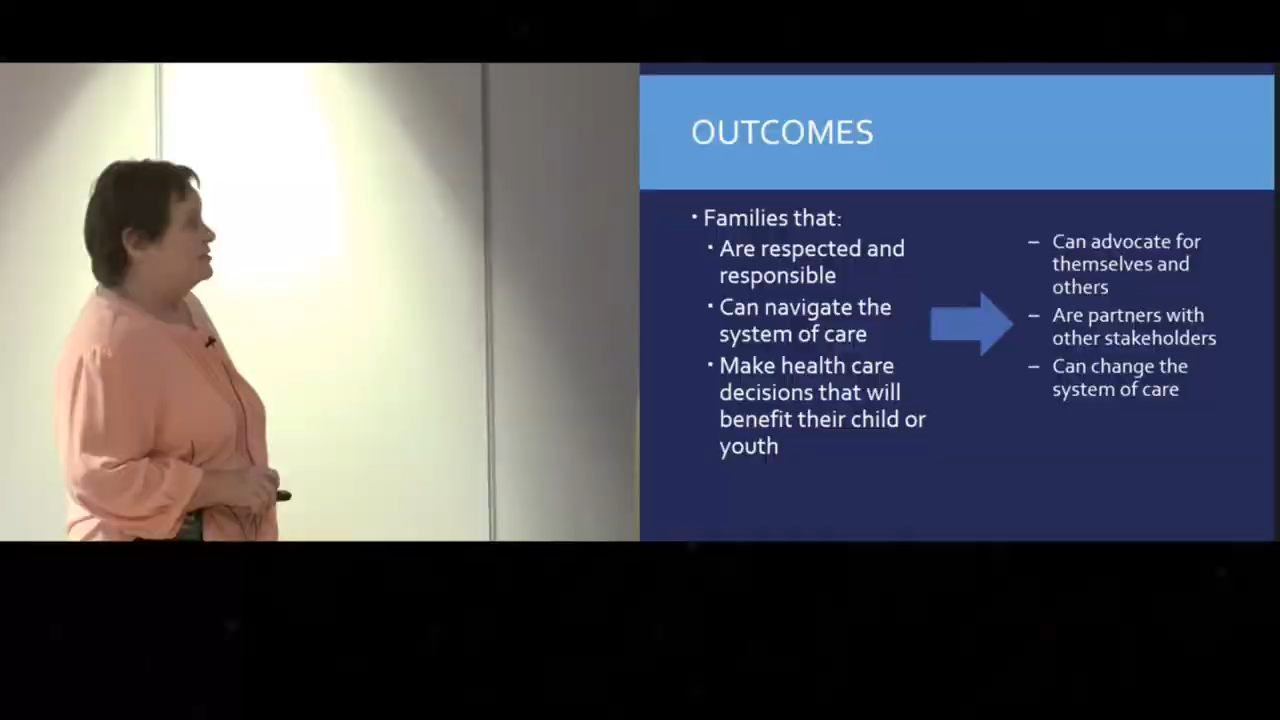 OUTCOMES
• Families that:
• Are respected and
responsible
• Can navigate the
system of care
• Make health care
decisions that will
benefit their child or
youth
– Can advocate for
themselves and
others
– Are partners with
other stakeholders
– Can change the
system of care